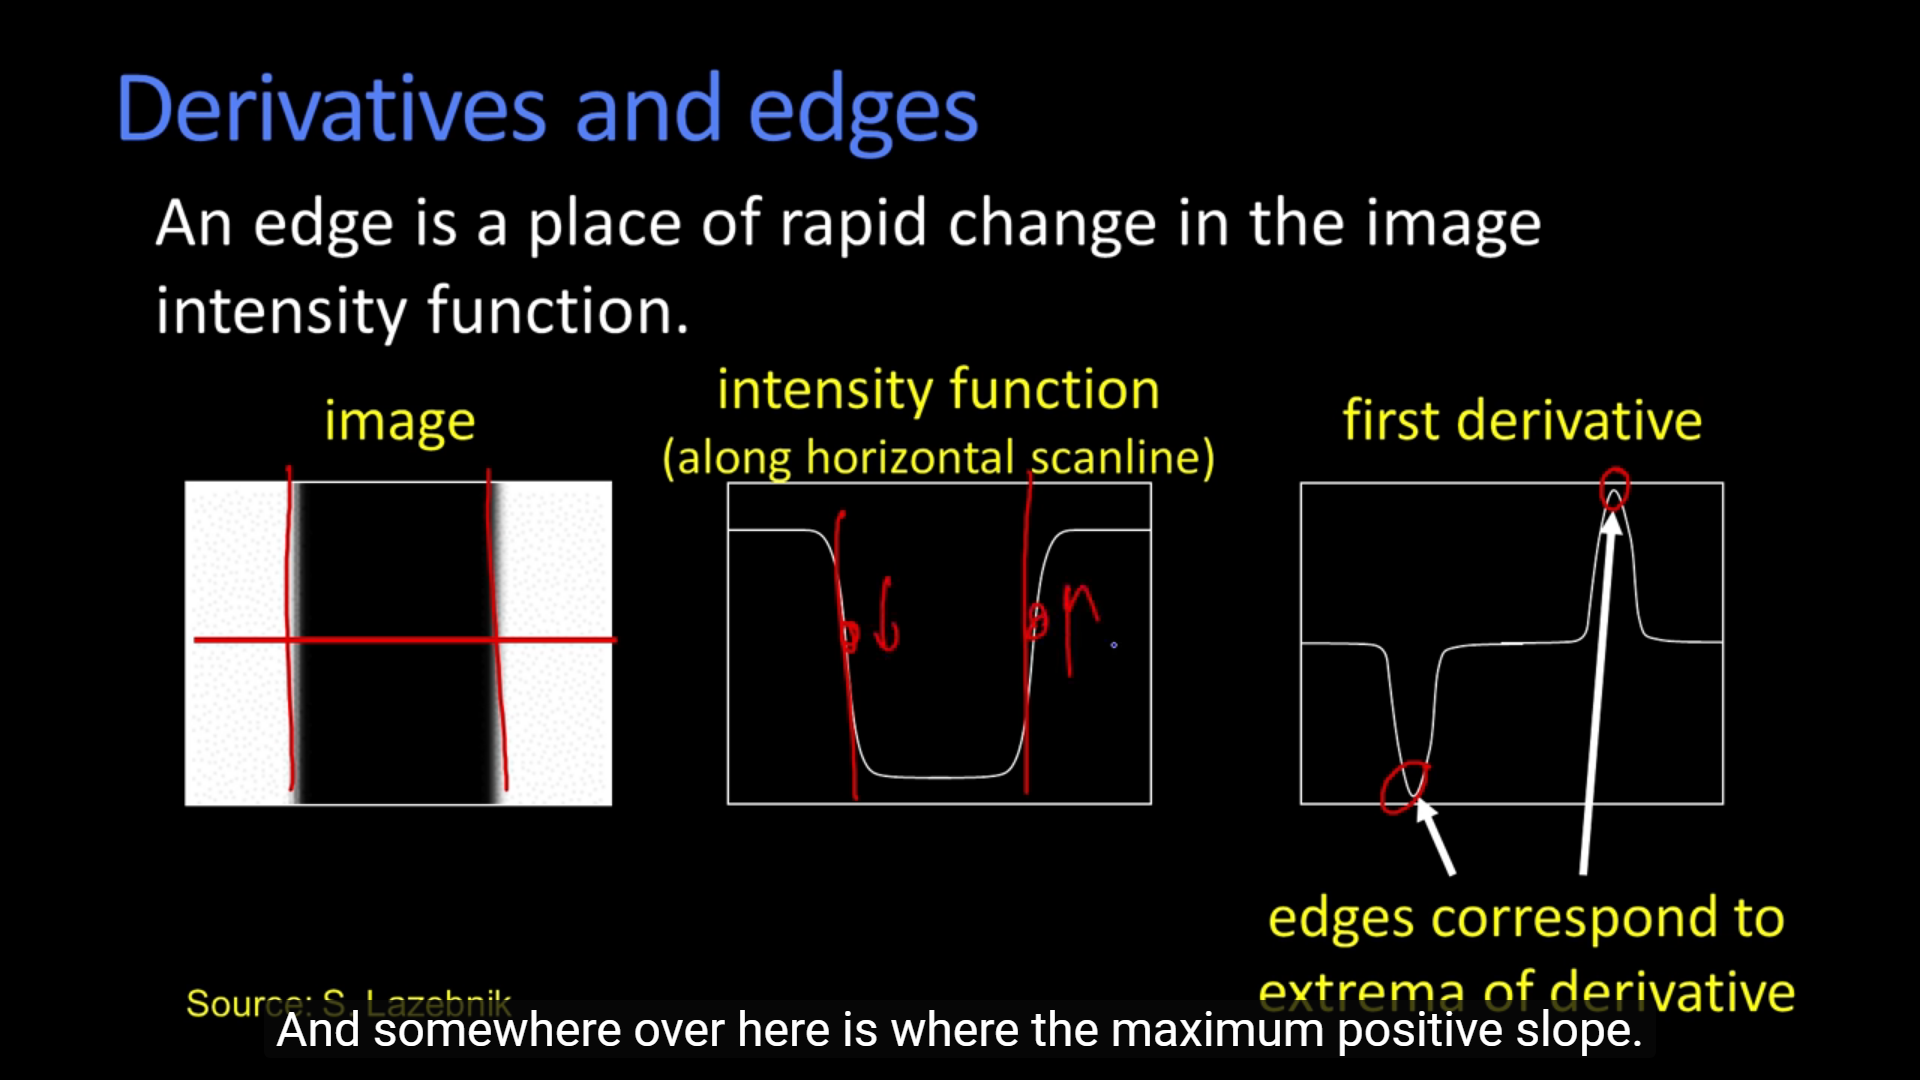 Derivatives and edges
An edge is a place of rapid change in the image
intensity function.
image
intensity function
(along horizontal scanline)
first derivative
edges correspond to
extrema of derivative
Source: S. Lazebnik
And somewhere over here is where the maximum positive slope.